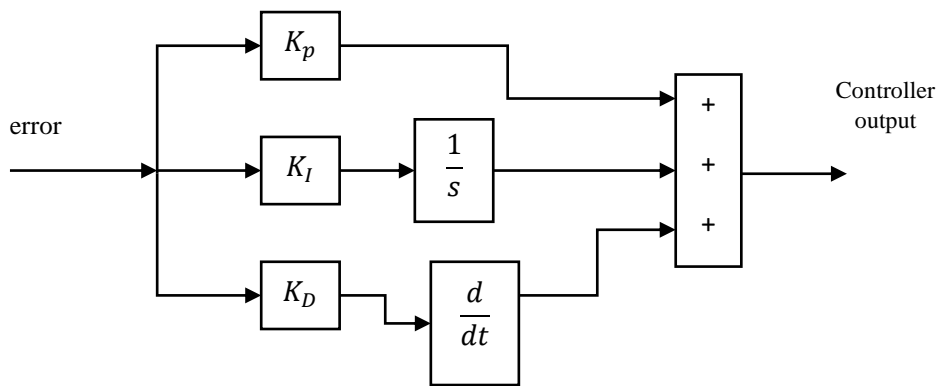 K_p
error
K_I
1/s
K_D
d/dt
+
+
+
Controller
output